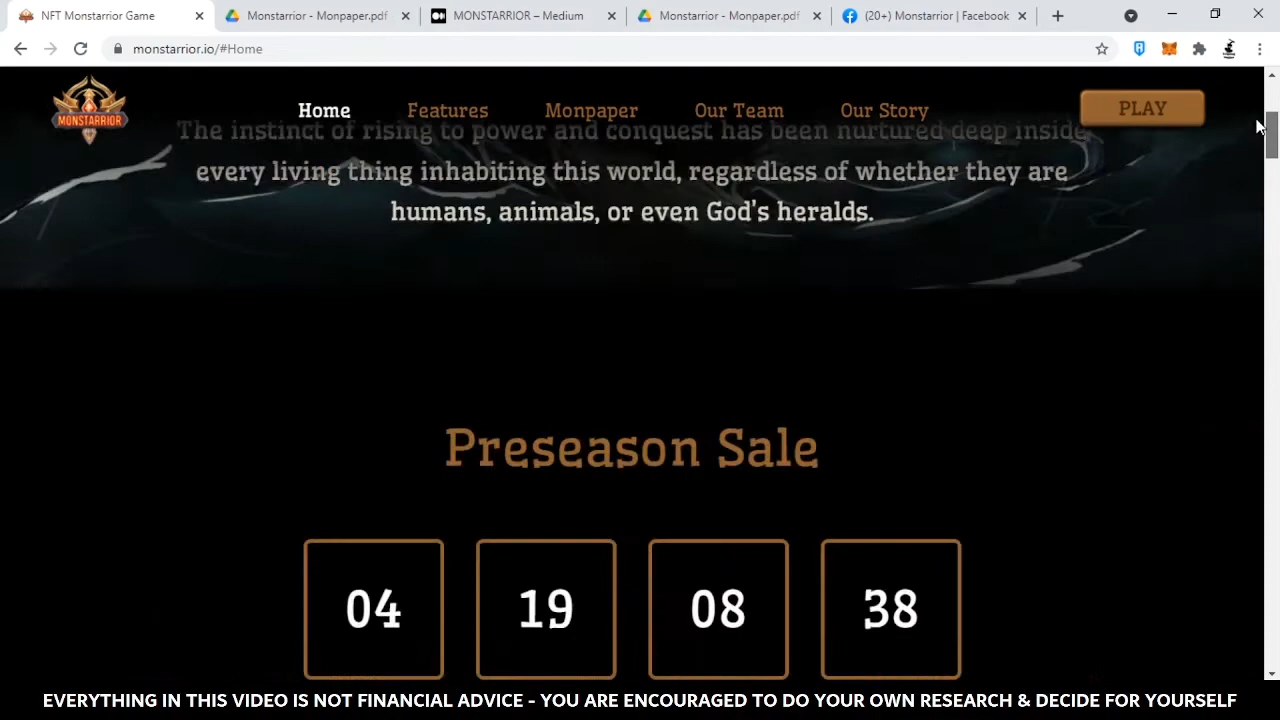 NFT Monstarrior Game
Monstarrior - Monpaper.pdf
MONSTARRIOR – Medium
Monstarrior - Monpaper.pdf
(20+) Monstarrior | Facebook
monstarrior.io/#Home
MONSTARRIOR
Home
Features
Monpaper
Our Team
Our Story
PLAY
The instinct of rising to power and conquest has been nurtured deep inside
every living thing inhabiting this world, regardless of whether they are
humans, animals, or even God's heralds.
Preseason Sale
04 19 08 38
EVERYTHING IN THIS VIDEO IS NOT FINANCIAL ADVICE - YOU ARE ENCOURAGED TO DO YOUR OWN RESEARCH & DECIDE FOR YOURSELF